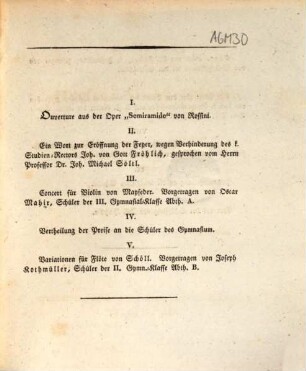 A6M30
I.
Ouverture aus der Oper „Semiramide“ von Rossini.
II.
Ein Wort zur Eröffnung der Feyer, wegen Verhinderung des k.
Studien-Rectors Joh. von Gott Fröhlich, gesprochen von Herrn
Professor Dr. Joh. Michael Söltl.
III.
Concert für Violin von Mayseder. Vorgetragen von Oscar
Mahir, Schüler der III. Gymnasial-Klasse Abth. A.
IV.
Vertheilung der Preise an die Schüler des Gymnasium.
V.
Variationen für Flöte von Schöll. Vorgetragen von Joseph
Kothmüller, Schüler der II. Gymn.-Klasse Abth. B.